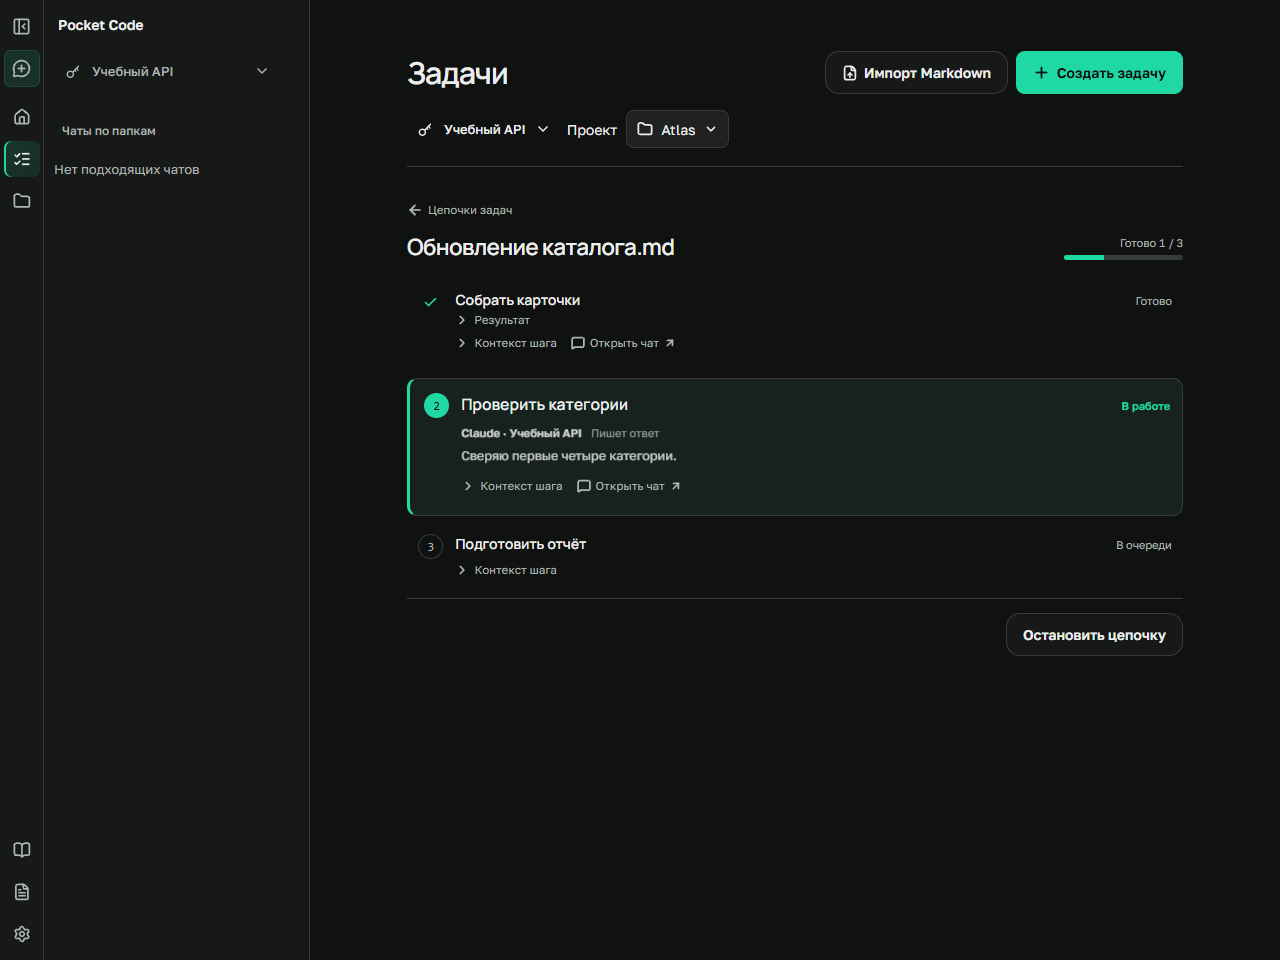 Pocket Code
Учебный API
Чаты по папкам
Нет подходящих чатов
Задачи
Импорт Markdown
Создать задачу
Учебный API
Проект
Atlas
Цепочки задач
Обновление каталога.md
Готово 1 / 3
Собрать карточки
Готово
Результат
Контекст шага
Открыть чат
2
Проверить категории
В работе
Claude · Учебный API Пишет ответ
Сверяю первые четыре категории.
Контекст шага
Открыть чат
3
Подготовить отчёт
В очереди
Контекст шага
Остановить цепочку